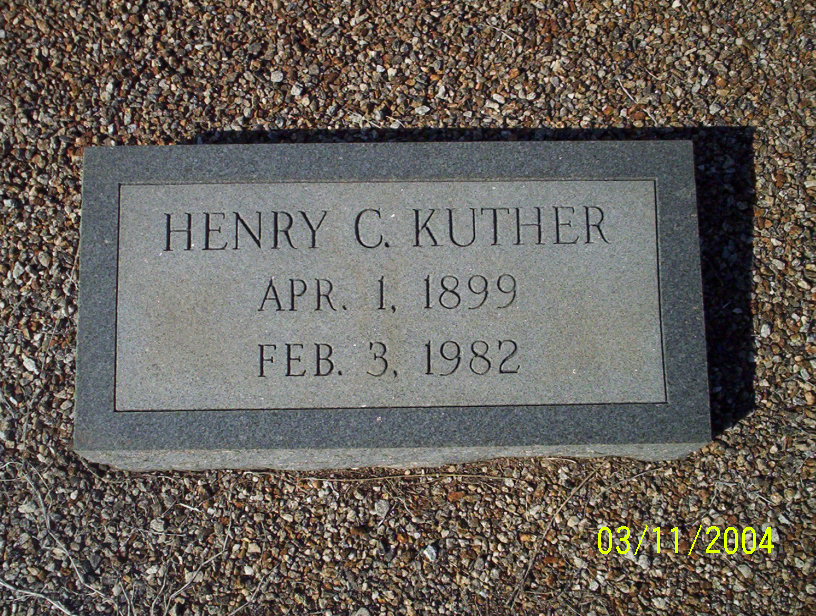 HENRY C. KUTHER
APR. 1, 1899
FEB. 3, 1982
03/11/2004